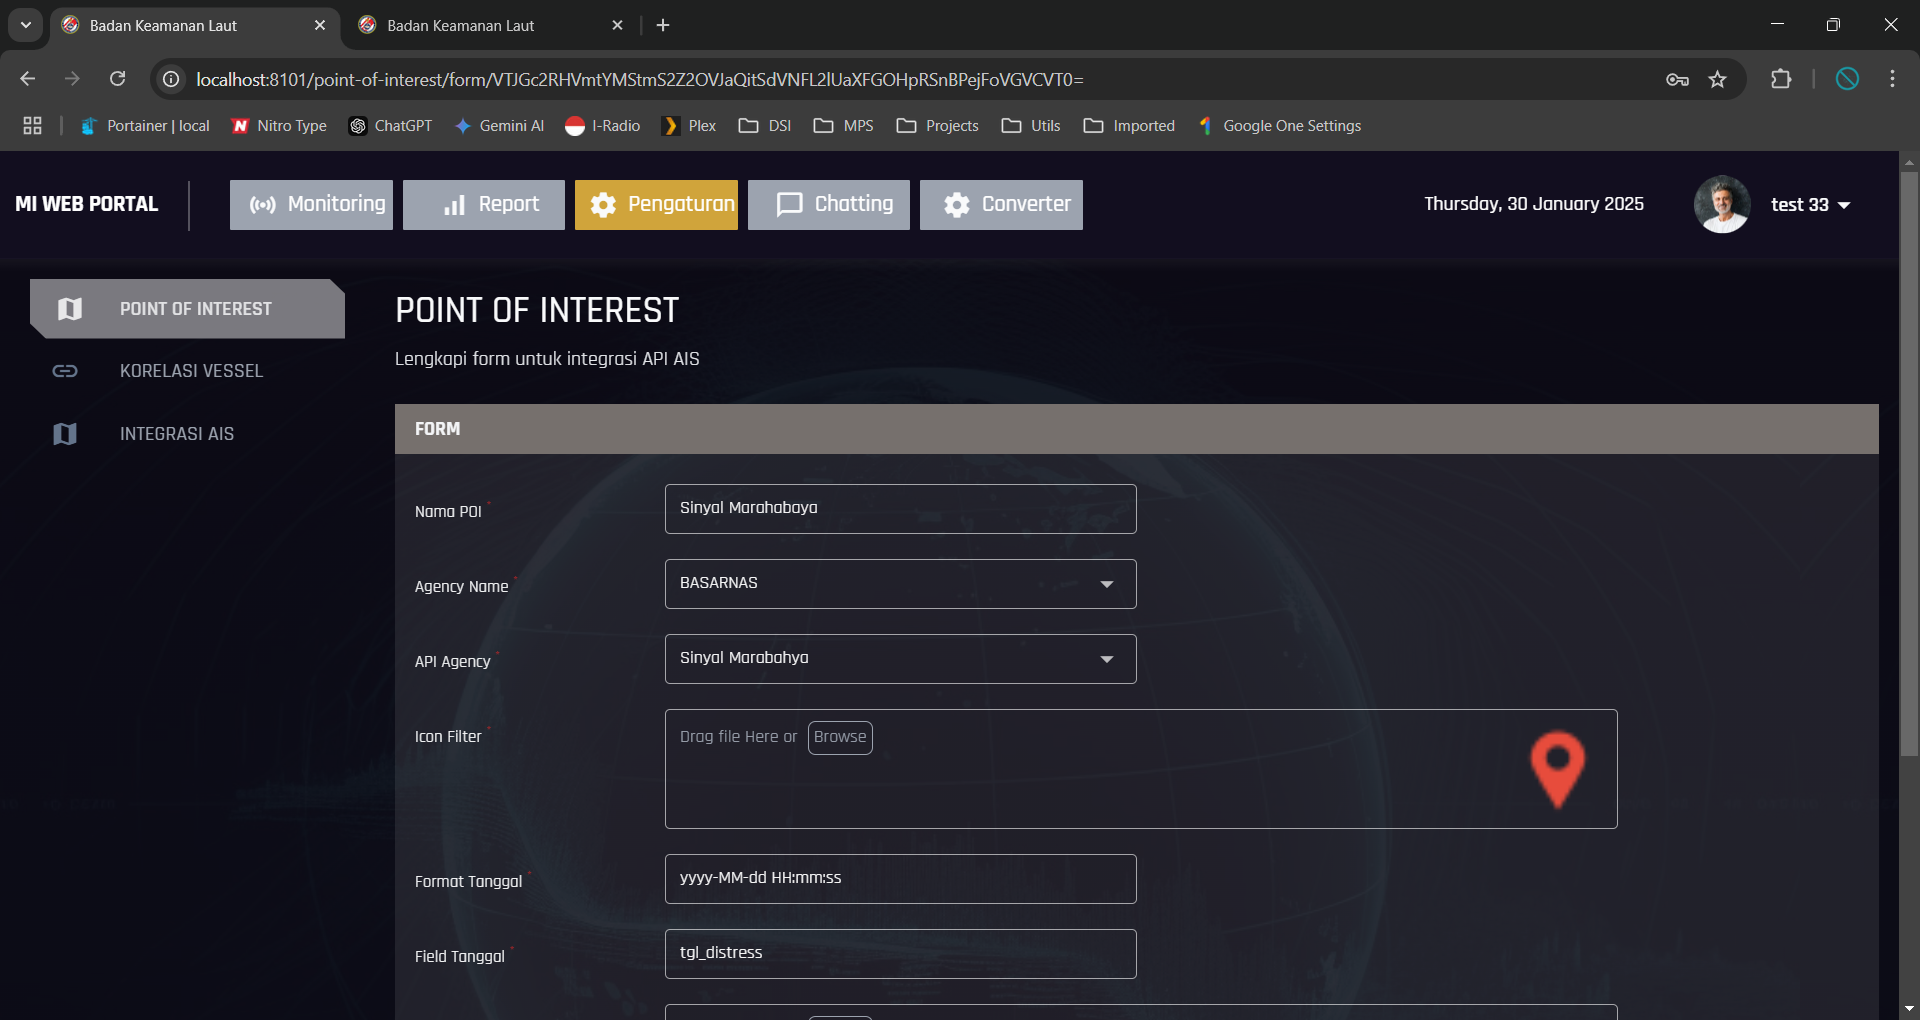 Badan Keamanan Laut
Badan Keamanan Laut
localhost:8101/point-of-interest/form/VTJGc2RHVmtYMStmS2Z2OVJaQitSdVNFL2lUaXFGOHpRSnBPejFoVGVCVT0=
Portainer | local
Nitro Type
ChatGPT
Gemini AI
I-Radio
Plex
DSI
MPS
Projects
Utils
Imported
Google One Settings
MI WEB PORTAL
Monitoring
Report
Pengaturan
Chatting
Converter
Thursday, 30 January 2025
test 33
POINT OF INTEREST
KORELASI VESSEL
INTEGRASI AIS
POINT OF INTEREST
Lengkapi form untuk integrasi API AIS
FORM
Nama POI *
Sinyal Marahabaya
Agency Name *
BASARNAS
API Agency *
Sinyal Marabahya
Icon Filter *
Drag file Here or Browse
Format Tanggal *
yyyy-MM-dd HH:mm:ss
Field Tanggal *
tgl_distress